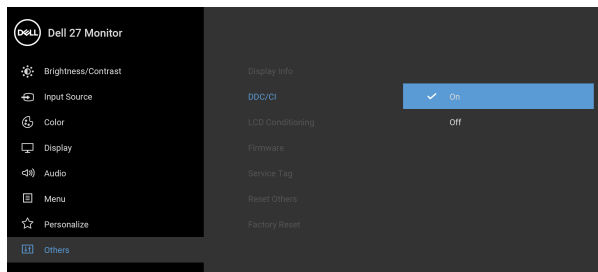 DELL Dell 27 Monitor
Brightness/Contrast
Display Info
Input Source
DDC/CI
On
Color
LCD Conditioning
Off
Display
Firmware
Audio
Service Tag
Menu
Reset Others
Personalize
Factory Reset
Others